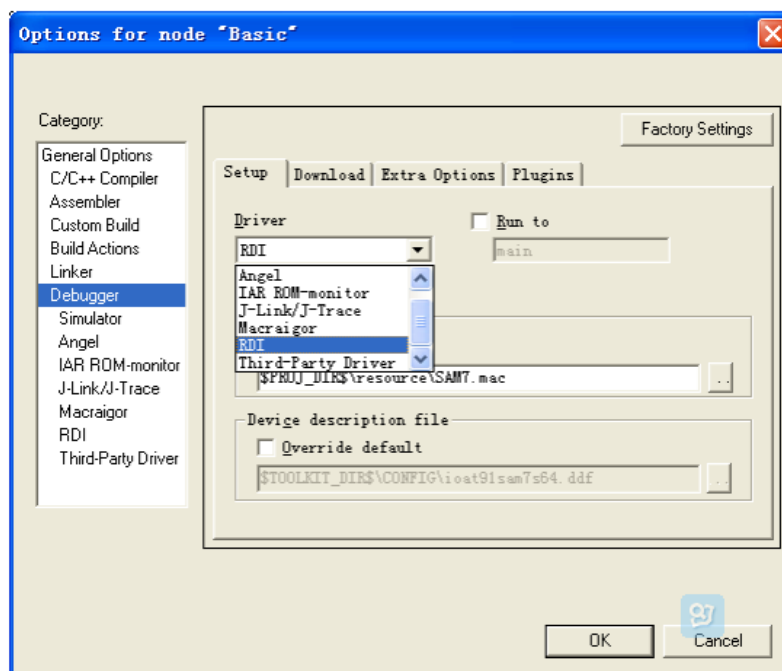 Options for node "Basic"
Category:
Factory Settings
General Options
C/C++ Compiler
Assembler
Custom Build
Build Actions
Linker
Debugger
Simulator
Angel
IAR ROM-monitor
J-Link/J-Trace
Macraigor
RDI
Third-Party Driver
Setup Download Extra Options Plugins
Driver
Run to
RDI
main
Angel
IAR ROM-monitor
J-Link/J-Trace
Macraigor
RDI
Third-Party Driver
$PROJ_DIR$\resource\SAM7.mac
..
Device description file
Override default
$TOOLKIT_DIR$\CONFIG\ioat91sam7s64.ddf
..
OK
Cancel